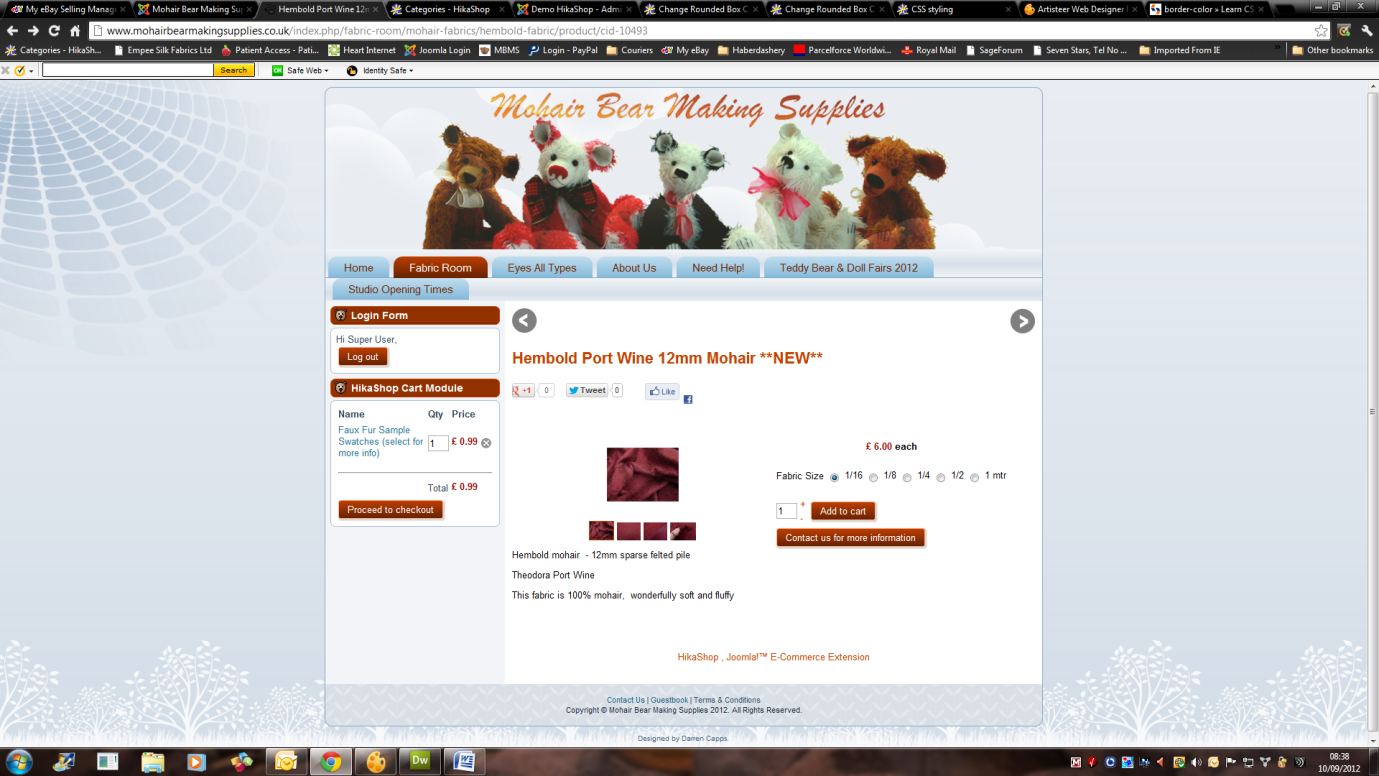 My eBay Selling Manag
Mohair Bear Making Sup
Hembold Port Wine 12m
Categories - HikaShop
Demo HikaShop - Admi
Change Rounded Box C
Change Rounded Box C
CSS styling
Artisteer Web Designer
border-color » Learn CS
www.mohairbearmakingsupplies.co.uk/index.php/fabric-room/mohair-fabrics/hembold-fabric/product/cid-10493
Categories - HikaSh... Empee Silk Fabrics Ltd Patient Access - Pati... Heart Internet Joomla Login MBMS Login - PayPal Couriers My eBay Haberdashery Parcelforce Worldwi... Royal Mail SageForum Seven Stars, Tel No ... Imported From IE Other bookmarks
Search Safe Web Identity Safe
Mohair Bear Making Supplies
Home Fabric Room Eyes All Types About Us Need Help! Teddy Bear & Doll Fairs 2012
Studio Opening Times
Login Form
Hi Super User,
Log out
HikaShop Cart Module
Name Qty Price
Faux Fur Sample
Swatches (select for 1 £ 0.99
more info)
Total £ 0.99
Proceed to checkout
Hembold Port Wine 12mm Mohair **NEW**
+1 0 Tweet 0 Like
£ 6.00 each
Fabric Size 1/16 1/8 1/4 1/2 1 mtr
1 + - Add to cart
Contact us for more information
Hembold mohair - 12mm sparse felted pile
Theodora Port Wine
This fabric is 100% mohair, wonderfully soft and fluffy
HikaShop , Joomla!™ E-Commerce Extension
Contact Us | Guestbook | Terms & Conditions
Copyright © Mohair Bear Making Supplies 2012. All Rights Reserved.
Designed by Darren Capps.
Dw
08:38
10/09/2012